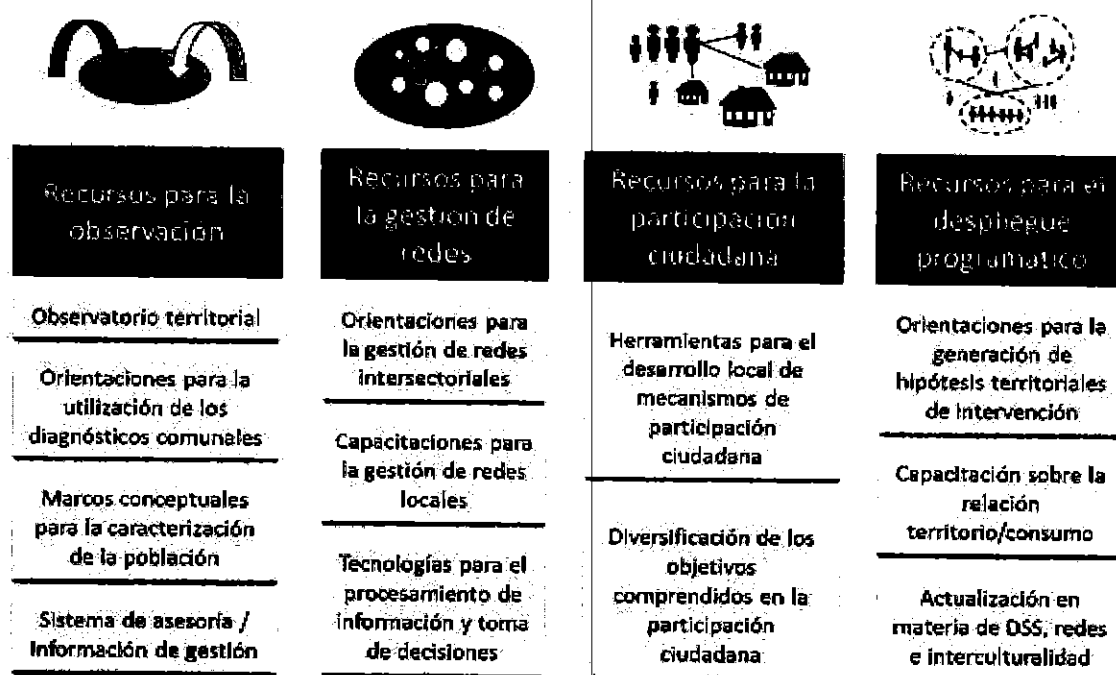 Recursos para la
observación
Observatorio territorial
Orientaciones para la
utilización de los
diagnósticos comunales
Marcos conceptuales
para la caracterización
de la población
Sistema de asesoría /
Información de gestión
Recursos para
la gestión de
redes
Orientaciones para
la gestión de redes
intersectoriales
Capacitaciones para
la gestión de redes
locales
Tecnologías para el
procesamiento de
información y toma
de decisiones
Recursos para la
participación
ciudadana
Herramientas para el
desarrollo local de
mecanismos de
participación
ciudadana
Diversificación de los
objetivos
comprendidos en la
participación
ciudadana
Recursos para el
despliegue
programático
Orientaciones para la
generación de
hipótesis territoriales
de intervención
Capacitación sobre la
relación
territorio/consumo
Actualización en
materia de DSS, redes
e interculturalidad